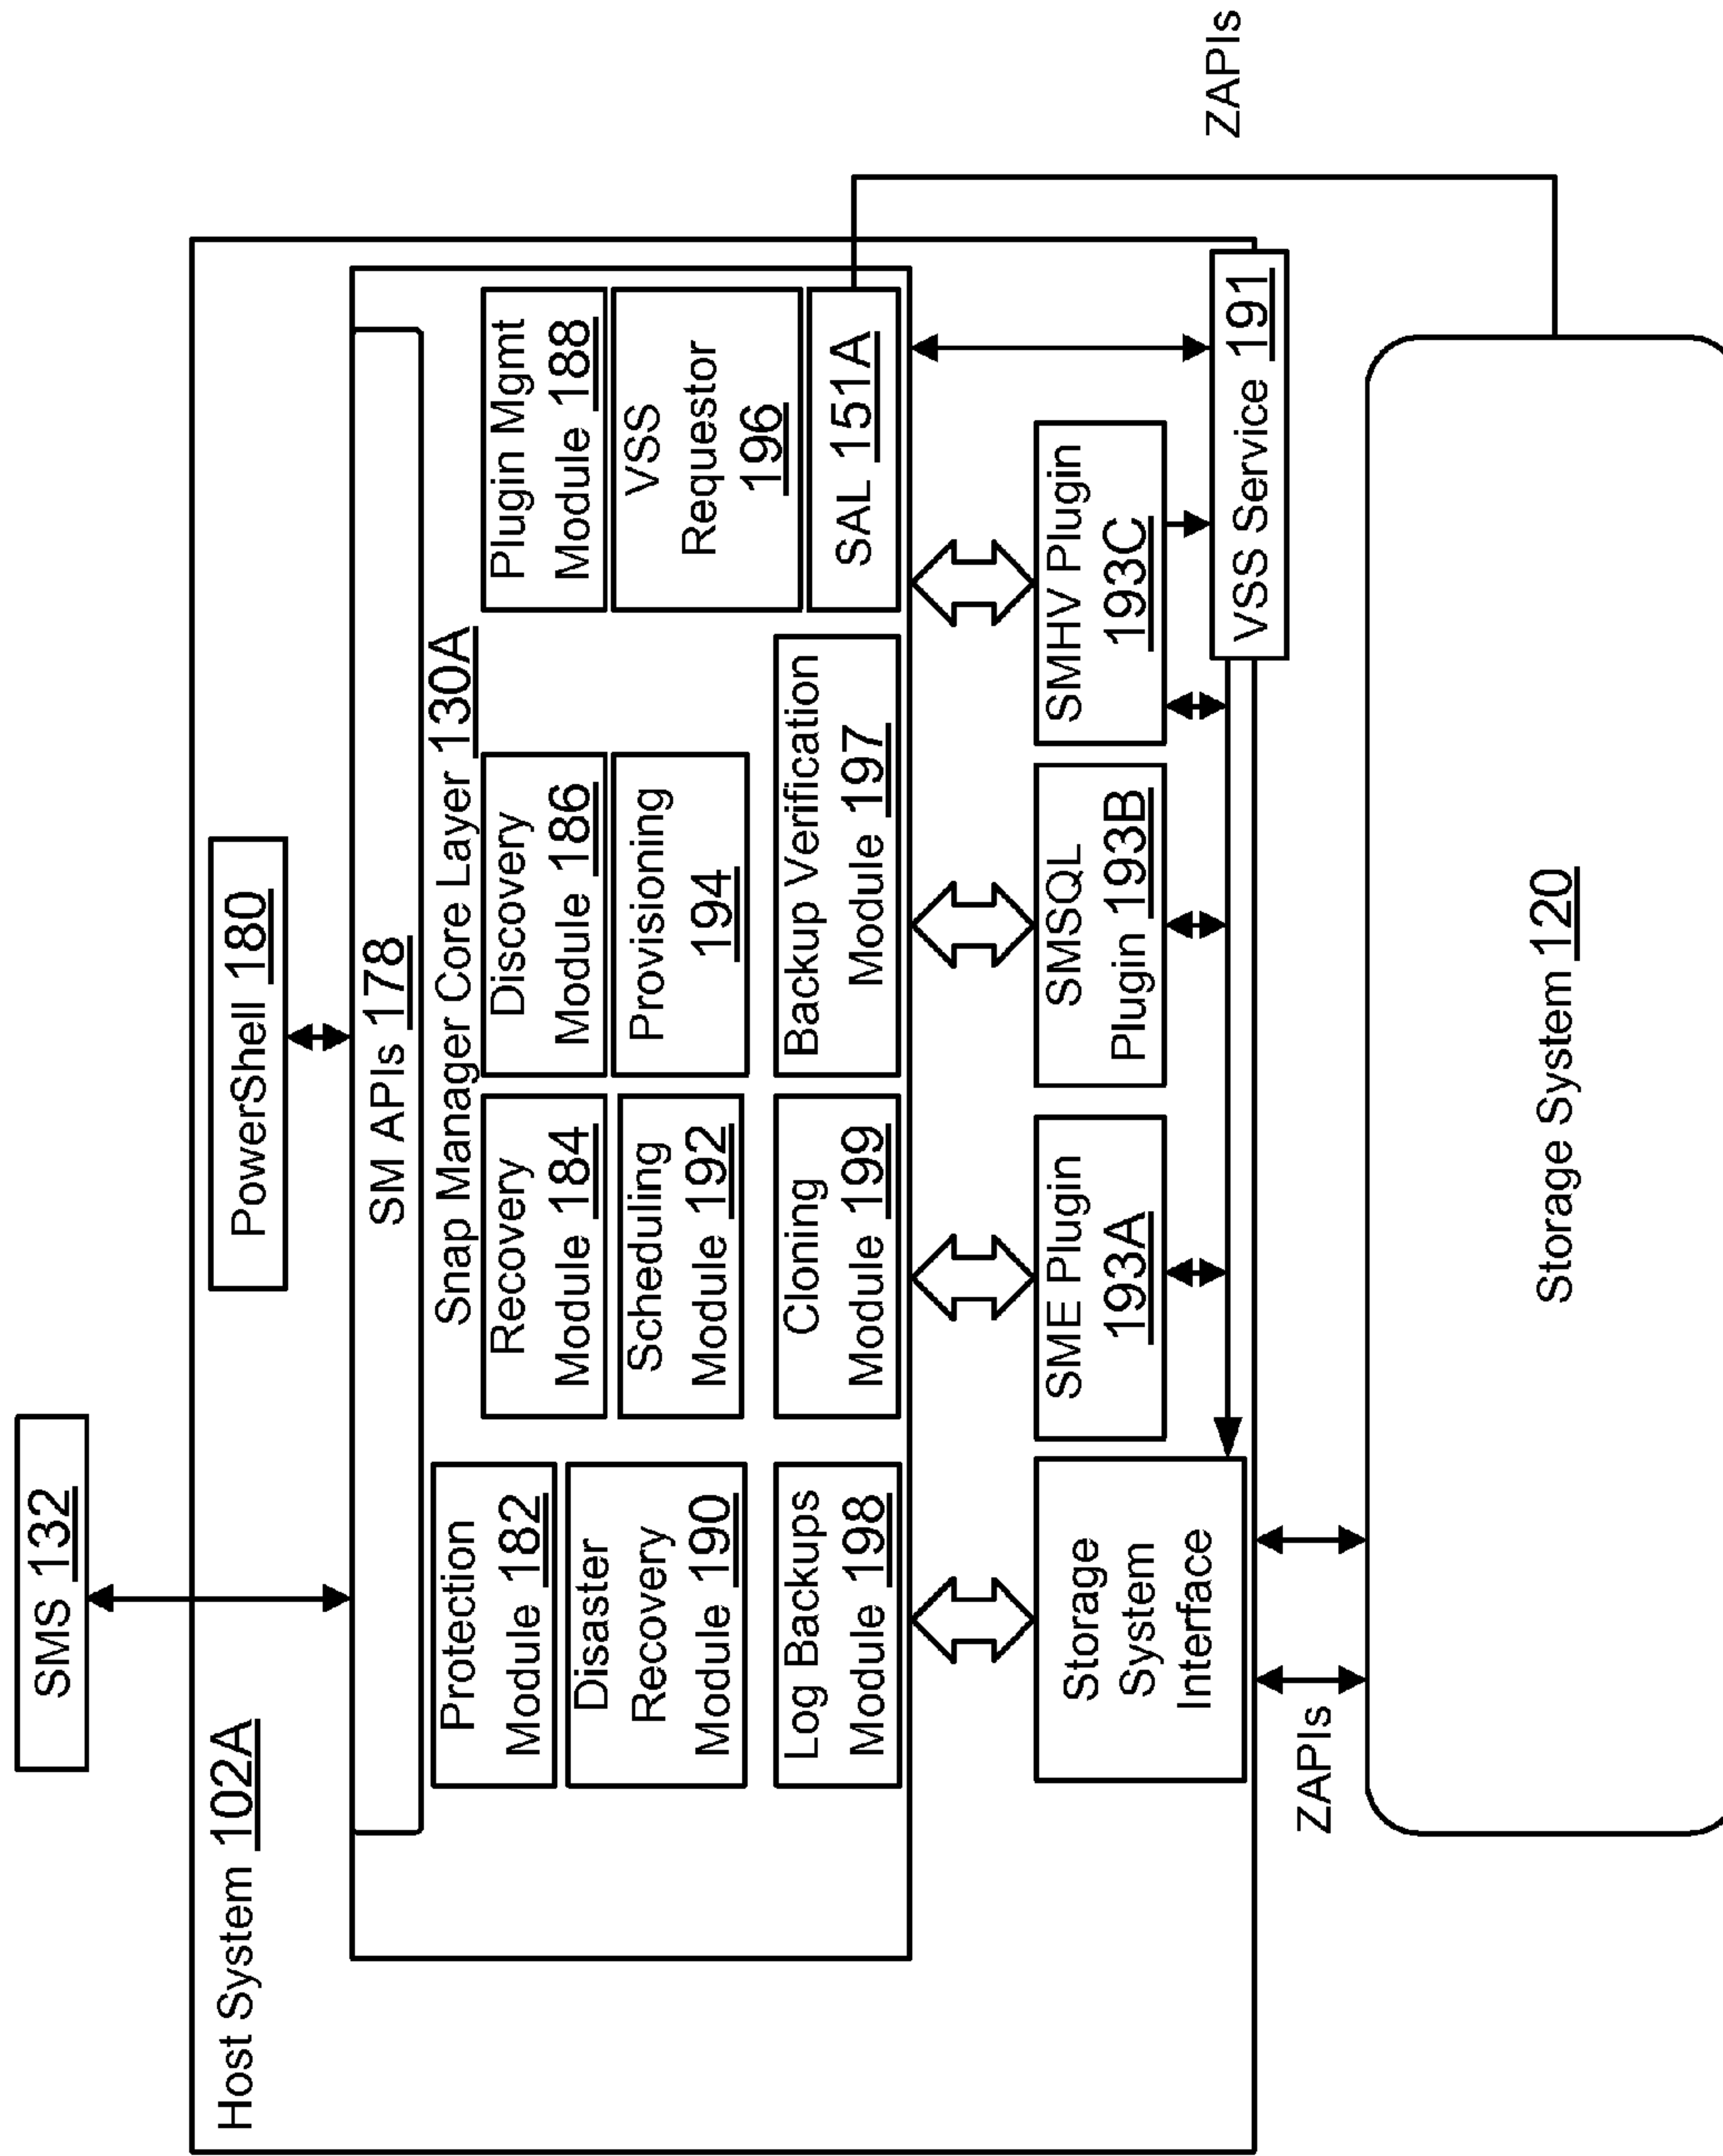 SMS 132
Host System 102A
PowerShell 180
SM APIs 178
Snap Manager Core Layer 130A
Protection
Module 182
Recovery
Module 184
Discovery
Module 186
Plugin Mgmt
Module 188
Disaster
Recovery
Module 190
Scheduling
Module 192
Provisioning
194
VSS
Requestor
196
Log Backups
Module 198
Cloning
Module 199
Backup Verification
Module 197
SAL 151A
Storage
System
Interface
SME Plugin
193A
SMSQL
Plugin 193B
SMHV Plugin
193C
VSS Service 191
ZAPIs
ZAPIs
Storage System 120